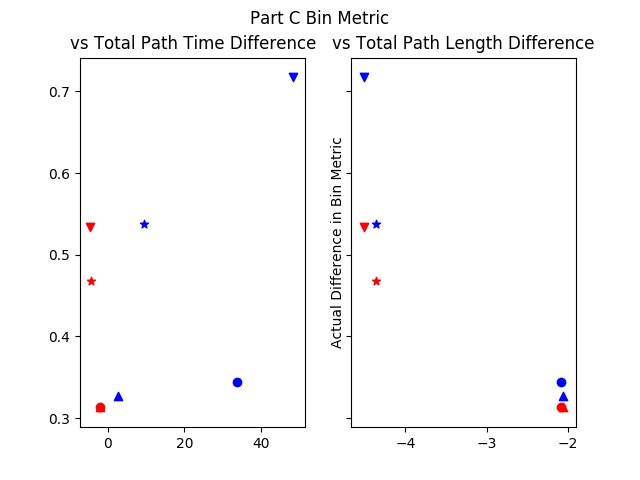 Part C Bin Metric
vs Total Path Time Difference
vs Total Path Length Difference
0.7
0.6
0.5
0.4
0.3
0
20
40
Actual Difference in Bin Metric
−4
−3
−2